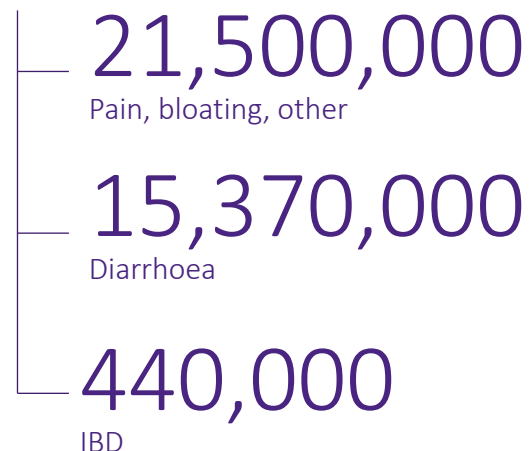 21,500,000
Pain, bloating, other
15,370,000
Diarrhoea
440,000
IBD